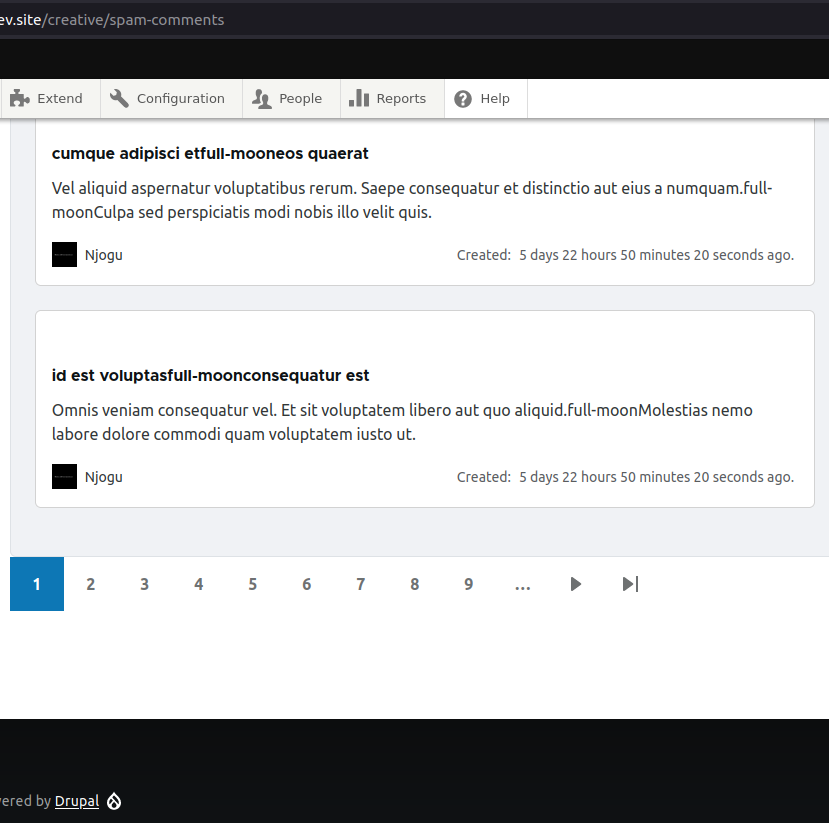 ev.site/creative/spam-comments
Extend Configuration People Reports Help
cumque adipisci etfull-mooneos quaerat
Vel aliquid aspernatur voluptatibus rerum. Saepe consequatur et distinctio aut eius a numquam.full-
moonCulpa sed perspiciatis modi nobis illo velit quis.
Njogu Created: 5 days 22 hours 50 minutes 20 seconds ago.
id est voluptasfull-moonconsequatur est
Omnis veniam consequatur vel. Et sit voluptatem libero aut quo aliquid.full-moonMolestias nemo
labore dolore commodi quam voluptatem iusto ut.
Njogu Created: 5 days 22 hours 50 minutes 20 seconds ago.
1 2 3 4 5 6 7 8 9 ...
ered by Drupal